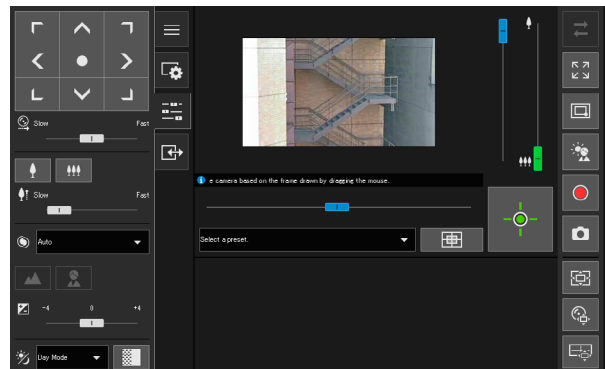 Slow Fast
e camera based on the frame drawn by dragging the mouse.
Slow Fast
Auto
Select a preset.
-4 0 +4
Day Mode